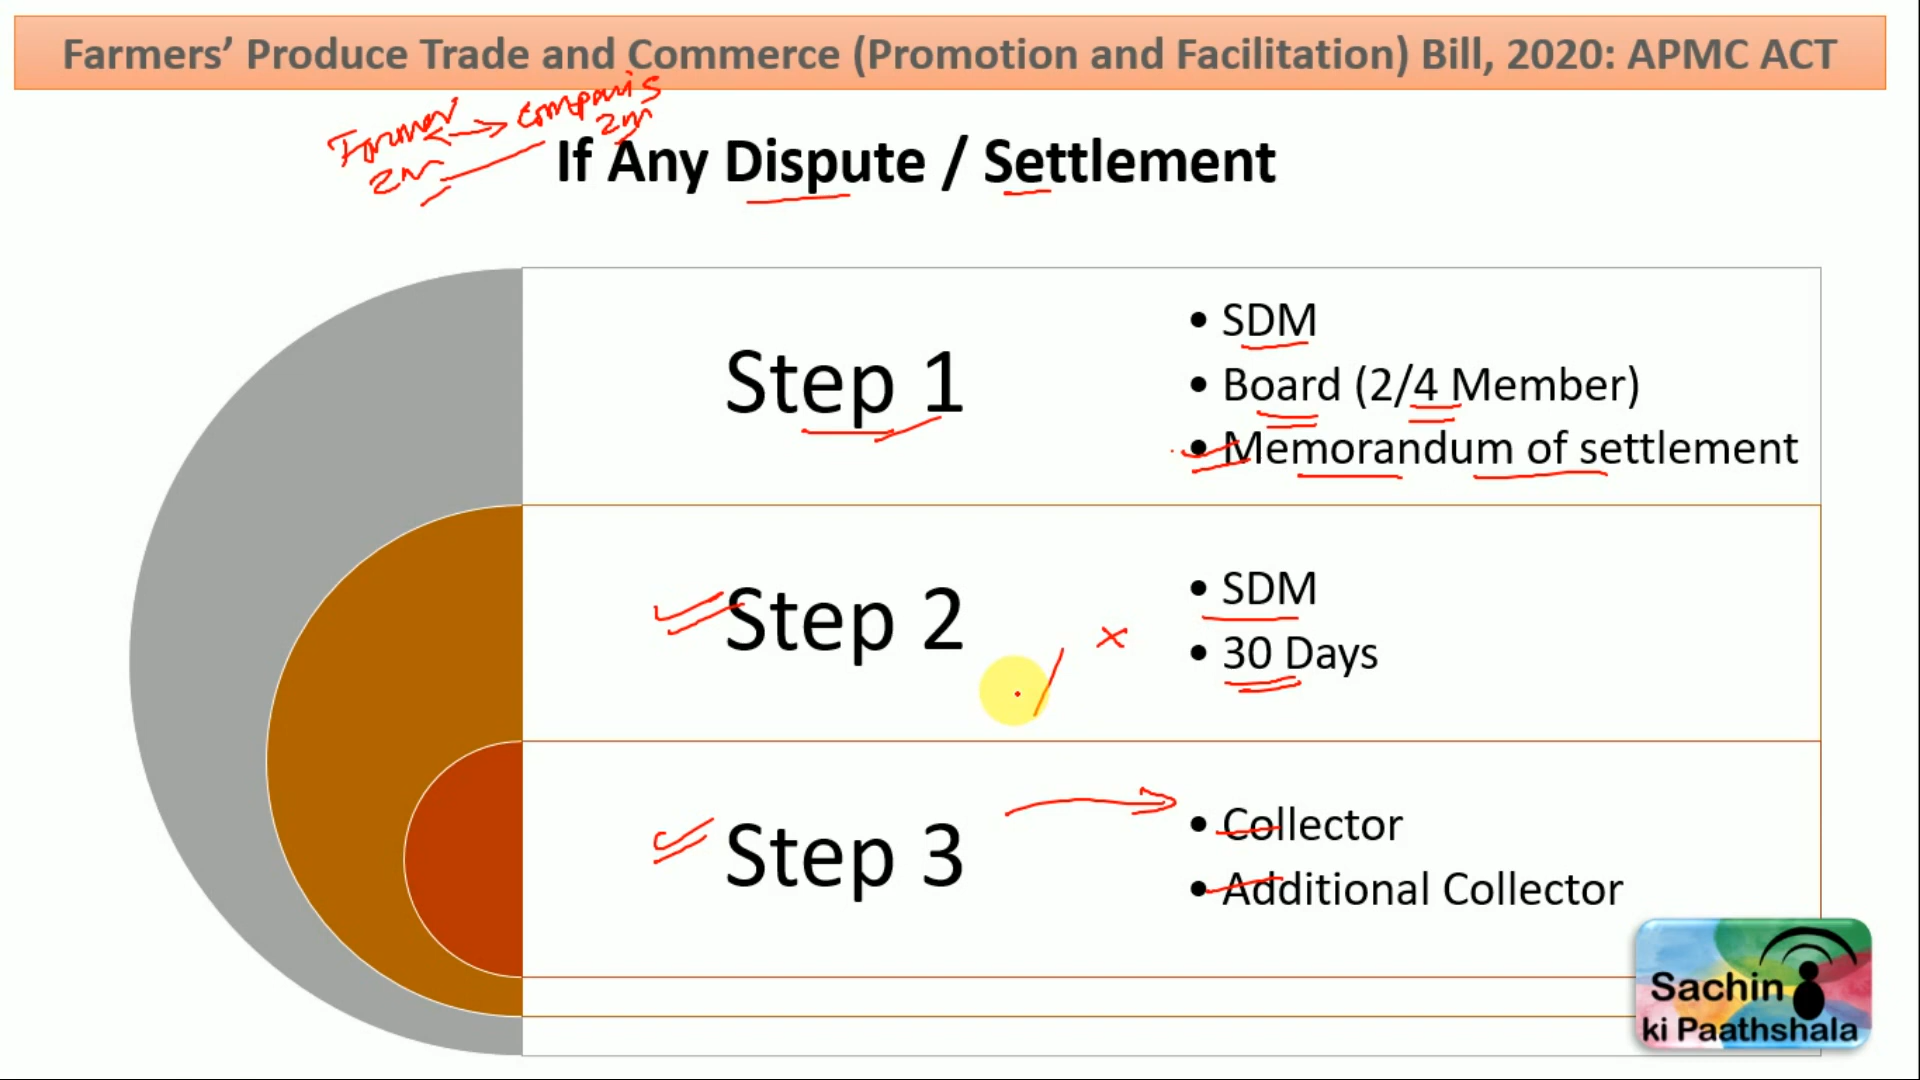 Farmers’ Produce Trade and Commerce (Promotion and Facilitation) Bill, 2020: APMC ACT
Farmer
2m
2m
If Any Dispute / Settlement
Step 1
• SDM
• Board (2/4 Member)
• Memorandum of settlement
Step 2
• SDM
• 30 Days
Step 3
• Collector
• Additional Collector
Sachin
ki Paathshala